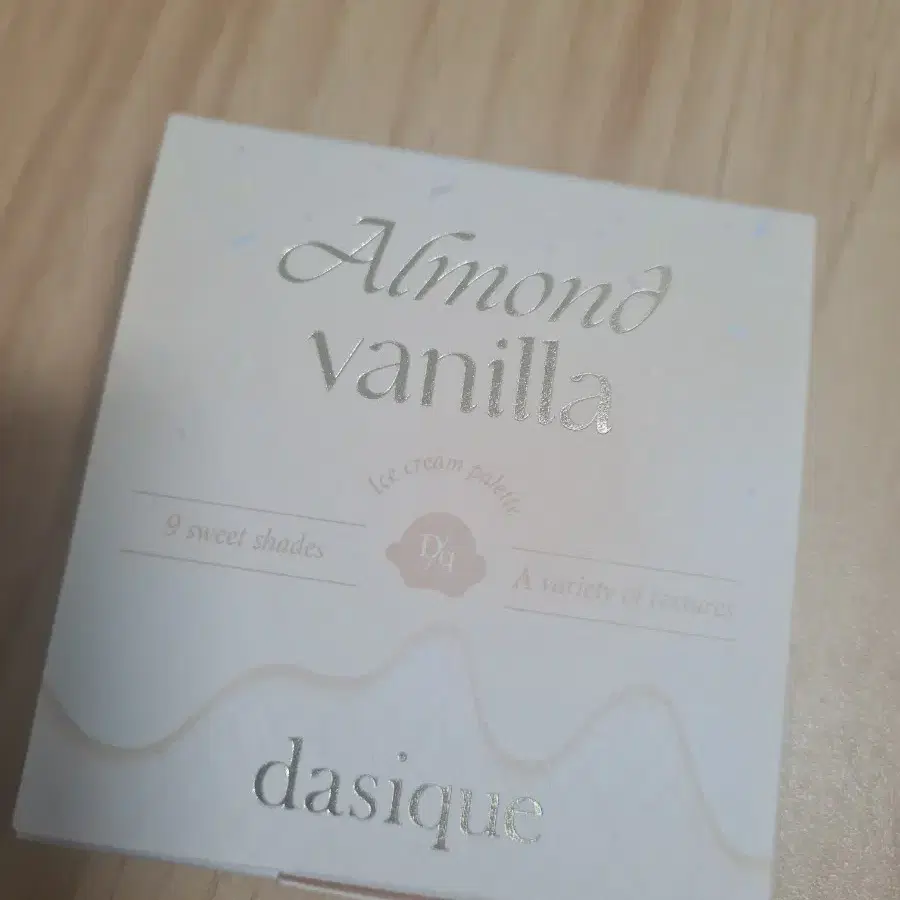 Almond
vanilla
Ice cream palette
9 sweet shades
D/q
A variety of textures
dasique